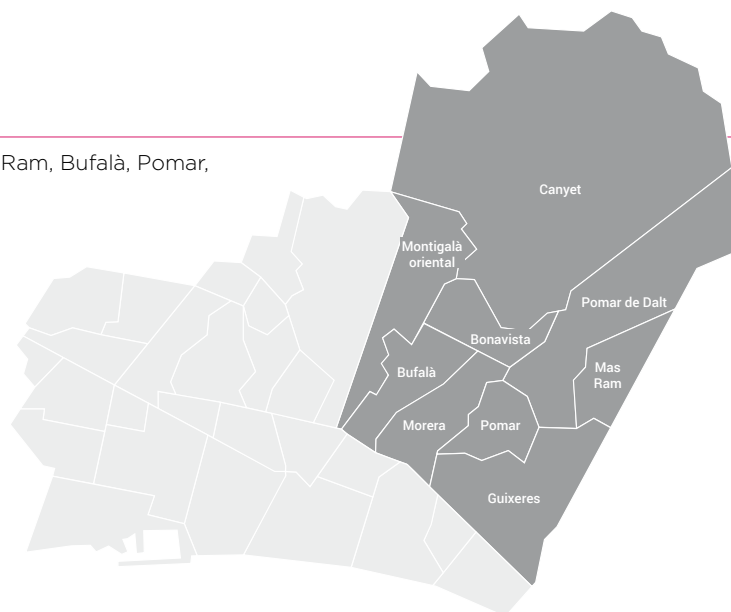 Ram, Bufalà, Pomar,
Canyet
Montigalà
oriental
Pomar de Dalt
Bonavista
Mas
Ram
Bufalà
Morera
Pomar
Guixeres